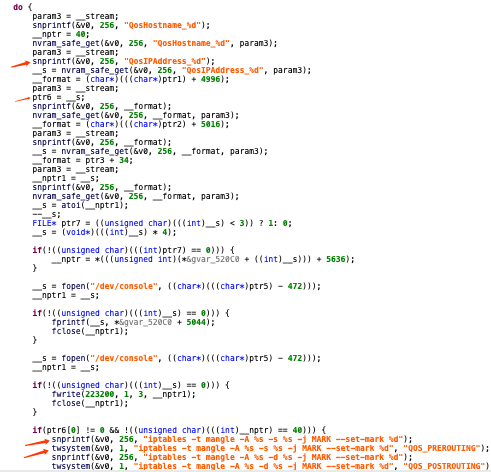 do {
param3 = __stream;
snprintf(&v0, 256, "QosHostname_%d");
__nptr = 40;
nvram_safe_get(&v0, 256, "QosHostname_%d", param3);
param3 = __stream;
snprintf(&v0, 256, "QosIPAddress_%d");
__s = nvram_safe_get(&v0, 256, "QosIPAddress_%d", param3);
__format = (char*)(((char*)ptr1) + 4996);
param3 = __stream;
ptr6 = __s;
snprintf(&v0, 256, __format);
nvram_safe_get(&v0, 256, __format, param3);
__format = (char*)(((char*)ptr2) + 5016);
param3 = __stream;
snprintf(&v0, 256, __format);
__s = nvram_safe_get(&v0, 256, __format, param3);
__format = ptr3 + 34;
param3 = __stream;
__nptr1 = __s;
snprintf(&v0, 256, __format);
nvram_safe_get(&v0, 256, __format, param3);
__s = atoi(__nptr1);
--__s;
FILE* ptr7 = ((unsigned char)(((int)__s) < 3)) ? 1: 0;
__s = (void*)(((int)__s) * 4);
if(!((unsigned char)(((int)ptr7) == 0))) {
__nptr = *(((unsigned int)(*&gvar_520C0 + ((int)__s))) + 5636);
}
__s = fopen("/dev/console", ((char*)(((char*)ptr5) - 472)));
__nptr1 = __s;
if(!((unsigned char)(((int)__s) == 0))) {
fprintf(__s, *&gvar_520C0 + 5044);
fclose(__nptr1);
}
__s = fopen("/dev/console", ((char*)(((char*)ptr5) - 472)));
__nptr1 = __s;
if(!((unsigned char)(((int)__s) == 0))) {
fwrite(223200, 1, 3, __nptr1);
fclose(__nptr1);
}
if(ptr6[0] != 0 && !((unsigned char)(((int)__nptr) == 40))) {
snprintf(&v0, 256, "iptables -t mangle -A %s -s %s -j MARK --set-mark %d");
twsystem(&v0, 1, "iptables -t mangle -A %s -s %s -j MARK --set-mark %d", "QOS_PREROUTING");
snprintf(&v0, 256, "iptables -t mangle -A %s -d %s -j MARK --set-mark %d");
twsystem(&v0, 1, "iptables -t mangle -A %s -d %s -j MARK --set-mark %d", "QOS_POSTROUTING")